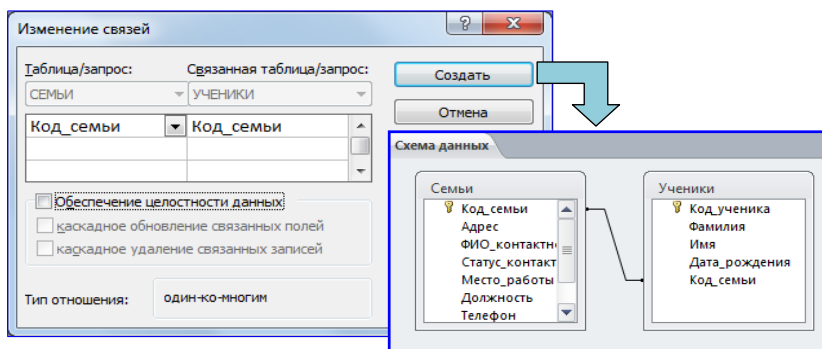 Изменение связей
Таблица/запрос: Связанная таблица/запрос:
СЕМЬИ УЧЕНИКИ
Код_семьи Код_семьи
Обеспечение целостности данных
каскадное обновление связанных полей
каскадное удаление связанных записей
Тип отношения: один-ко-многим
Создать
Отмена
Схема данных
Семьи
Код_семьи
Адрес
ФИО_контактн
Статус_контакт
Место_работы
Должность
Телефон
Ученики
Код_ученика
Фамилия
Имя
Дата_рождения
Код_семьи